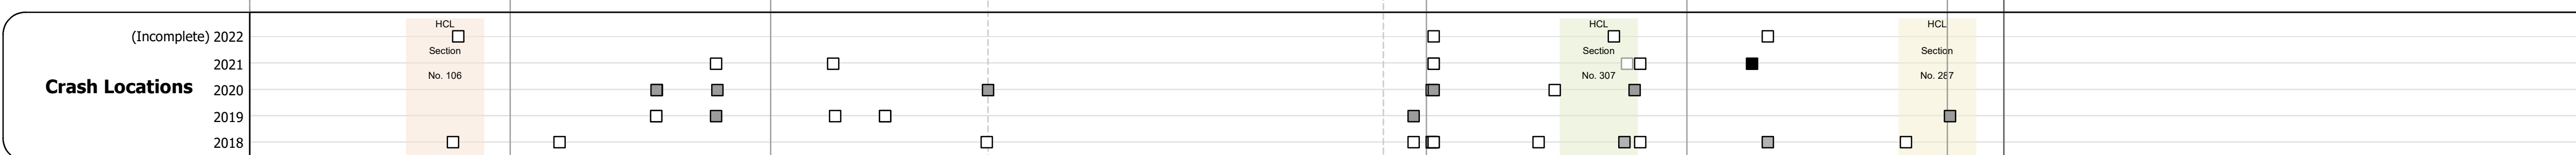 HCL
HCL
HCL
(Incomplete) 2022
Section
Section
Section
2021
No. 106
No. 307
No. 287
Crash Locations
2020
2019
2018